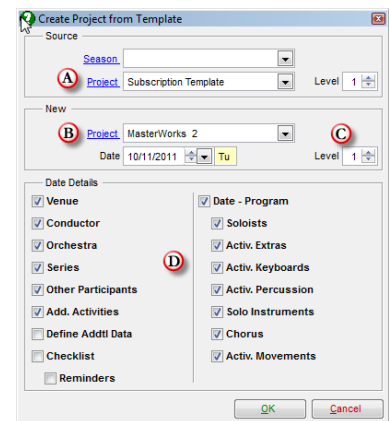 Create Project from Template
Source
Season
A Project Subscription Template Level 1
New
B Project MasterWorks 2 C
Date 10/11/2011 Tu Level 1
Date Details
Venue Date - Program
Conductor Soloists
Orchestra Activ. Extras
Series D Activ. Keyboards
Other Participants Activ. Percussion
Add. Activities Solo Instruments
Define Addtl Data Chorus
Checklist Activ. Movements
Reminders
OK Cancel